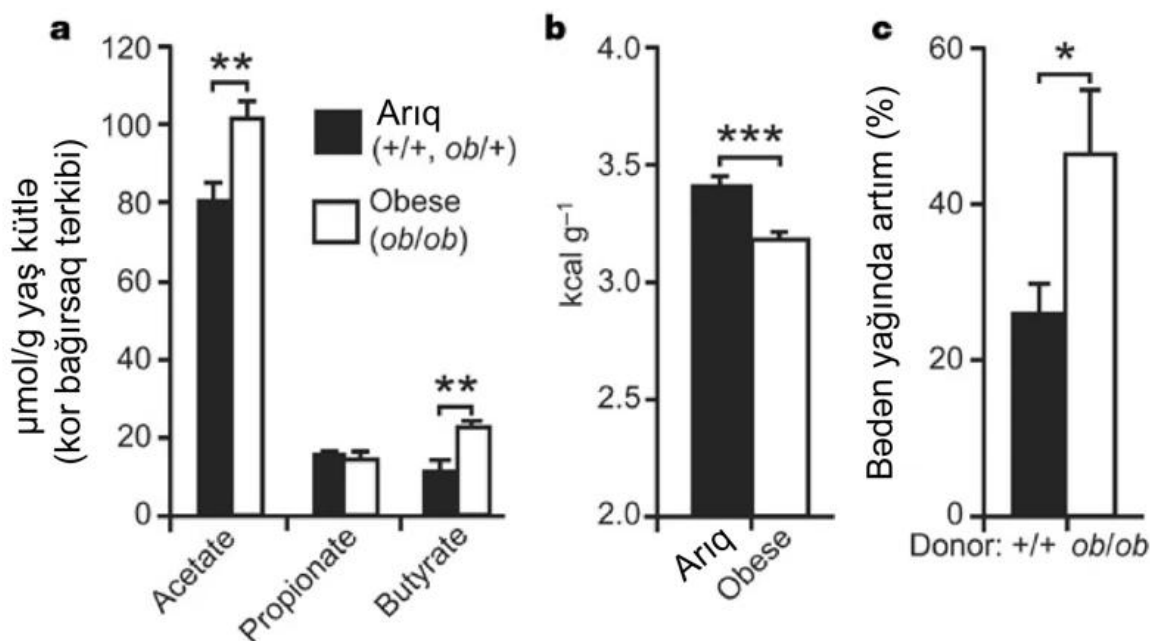 a
µmol/g yaş kütlə
(kor bağırsaq tərkibi)
120
100
80
60
40
20
0
**
**
Arıq
(+/+, ob/+)
Obese
(ob/ob)
Acetate
Propionate
Butyrate
b
kcal g⁻¹
4.0
3.5
3.0
2.5
2.0
***
Arıq
Obese
c
Bədən yağında artım (%)
60
40
20
0
*
Donor: +/+ ob/ob